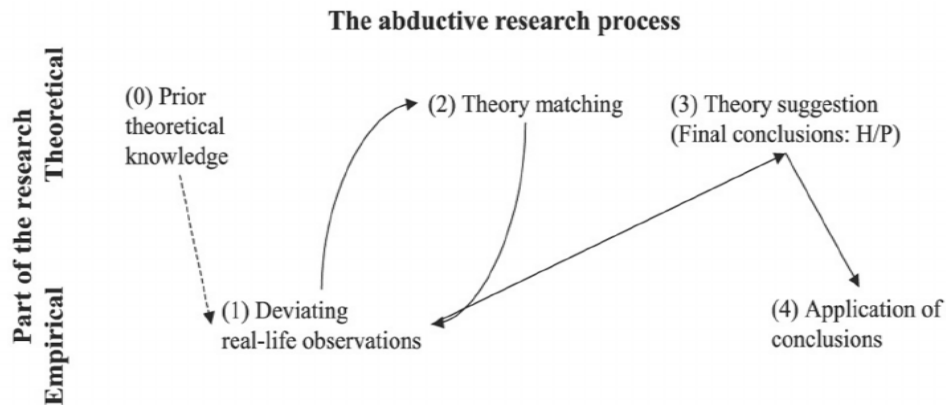 The abductive research process
Part of the research
Theoretical
Empirical
(0) Prior
theoretical
knowledge
(2) Theory matching
(3) Theory suggestion
(Final conclusions: H/P)
(1) Deviating
real-life observations
(4) Application of
conclusions